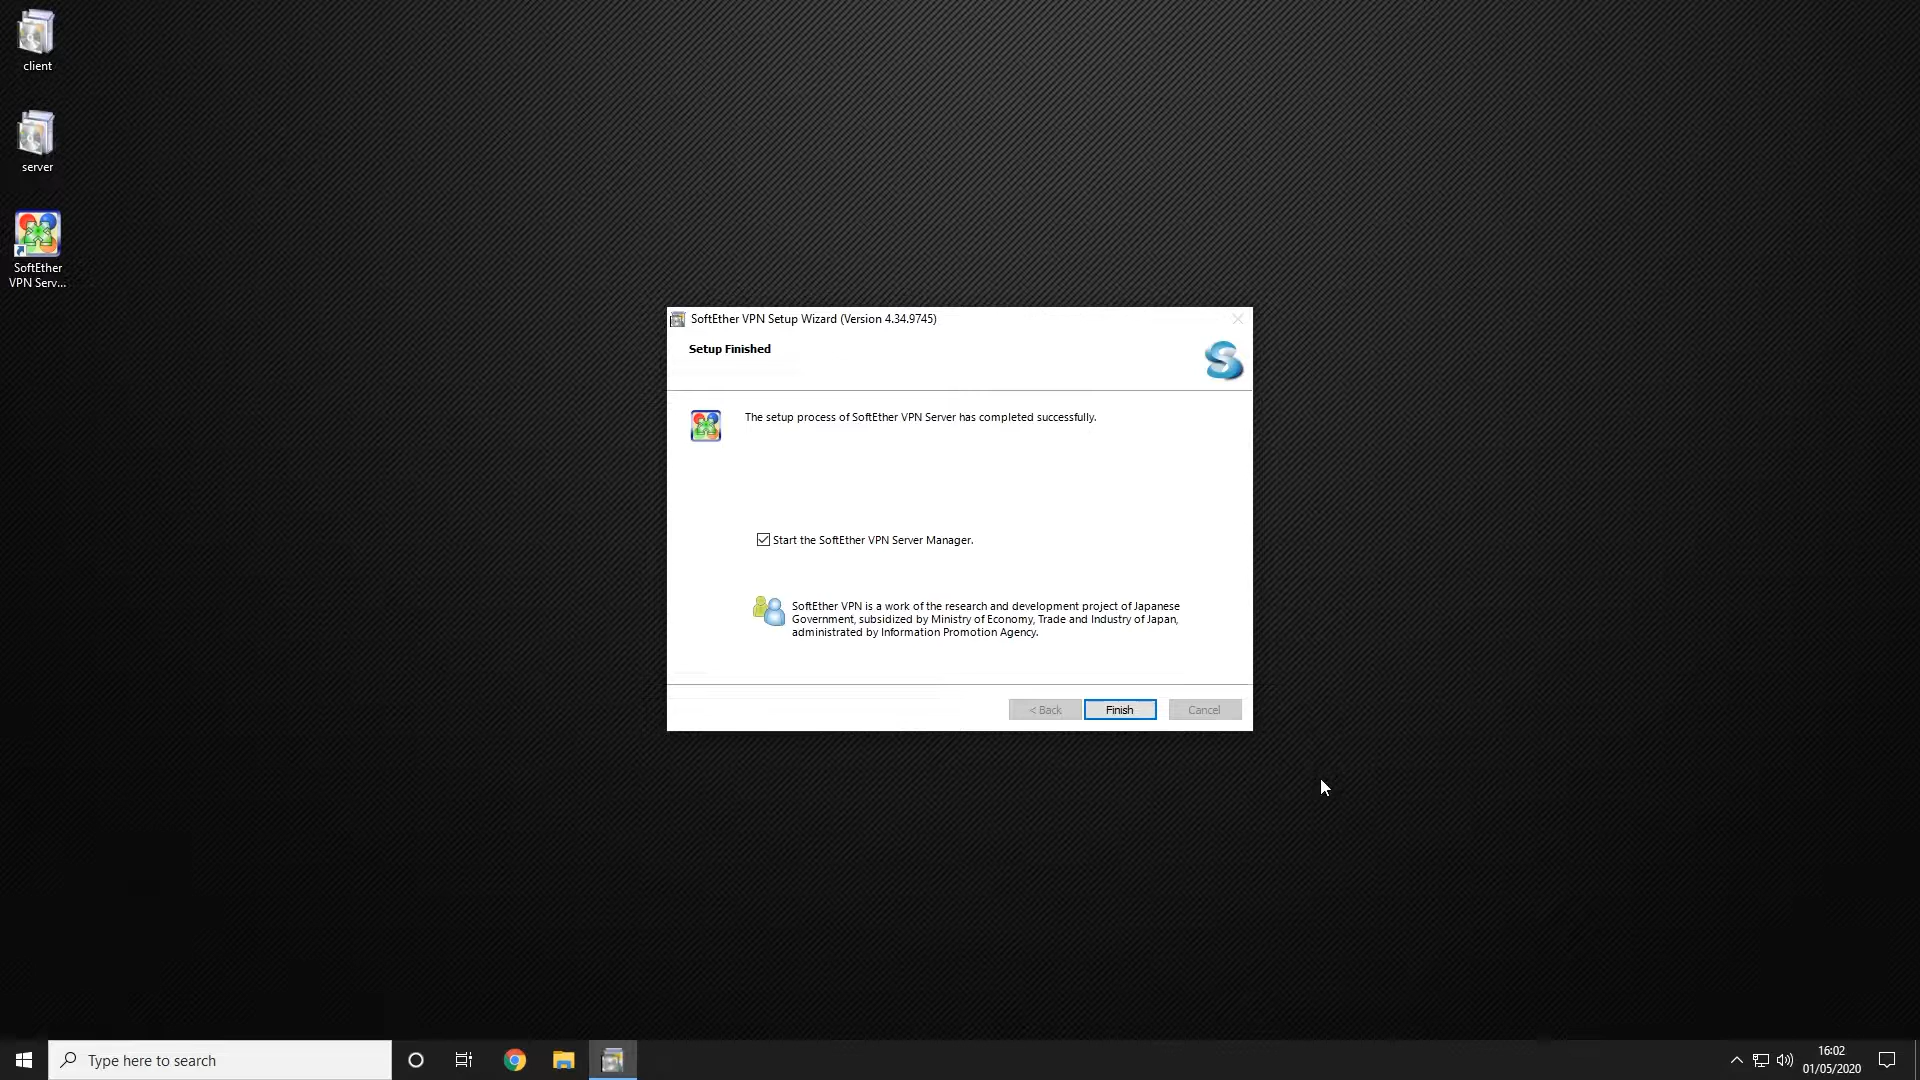 client
server
SoftEther
VPN Serv...
SoftEther VPN Setup Wizard (Version 4.34.9745)
Setup Finished
The setup process of SoftEther VPN Server has completed successfully.
Start the SoftEther VPN Server Manager.
SoftEther VPN is a work of the research and development project of Japanese
Government, subsidized by Ministry of Economy, Trade and Industry of Japan,
administrated by Information Promotion Agency.
< Back
Finish
Cancel
Type here to search
16:02
01/05/2020